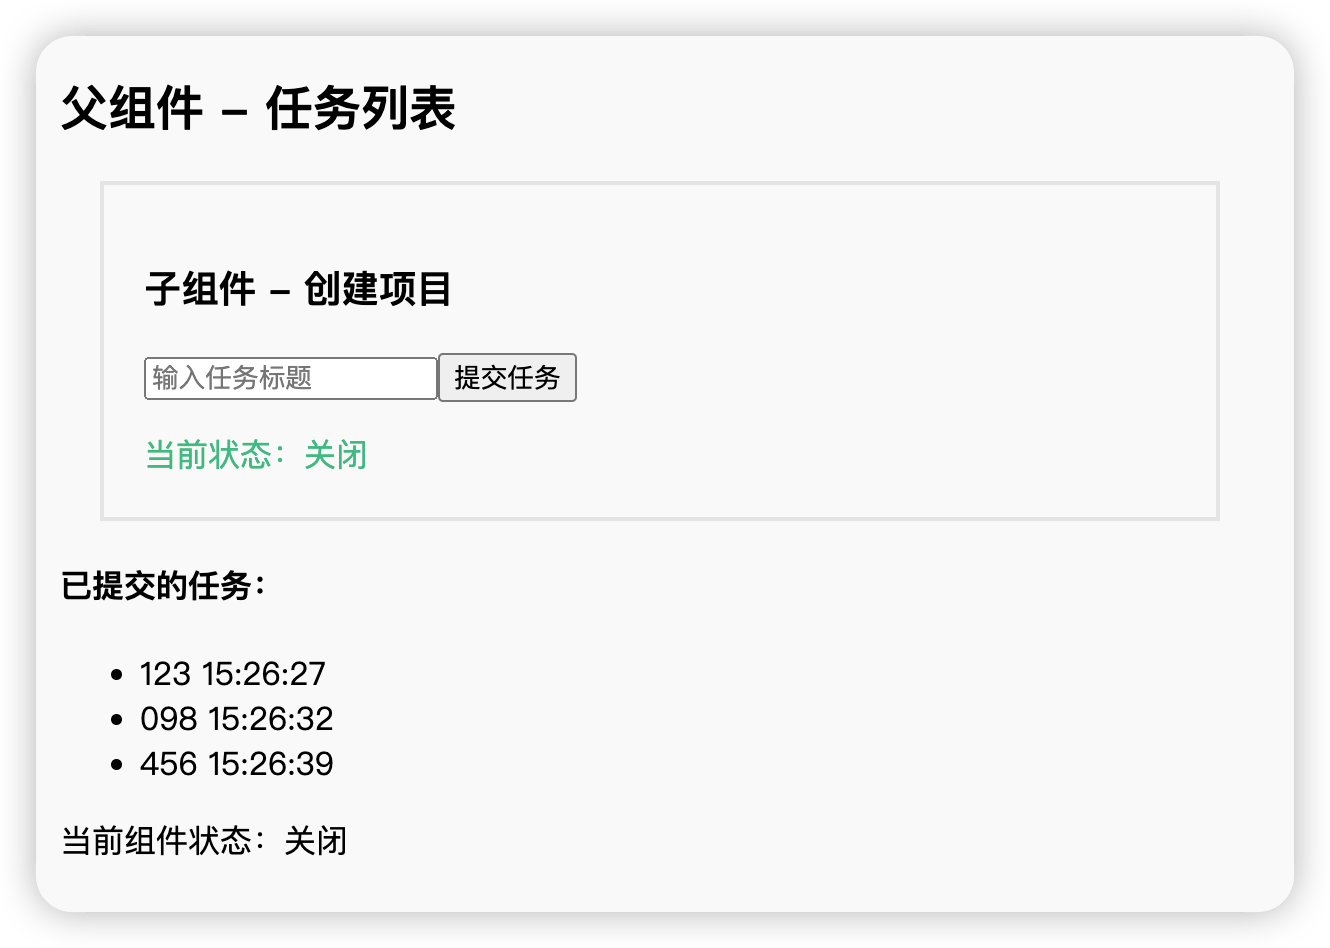 父组件 – 任务列表
子组件 – 创建项目
输入任务标题 提交任务
当前状态：关闭
已提交的任务：
123 15:26:27
098 15:26:32
456 15:26:39
当前组件状态：关闭